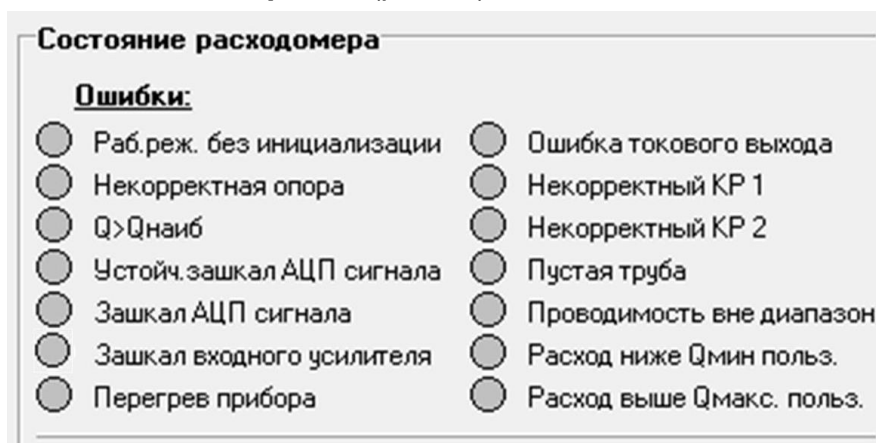 Состояние расходомера
Ошибки:
Раб.реж. без инициализации
Некорректная опора
Q>Qнаиб
Устойч.зашкал АЦП сигнала
Зашкал АЦП сигнала
Зашкал входного усилителя
Перегрев прибора
Ошибка токового выхода
Некорректный КР 1
Некорректный КР 2
Пустая труба
Проводимость вне диапазон
Расход ниже Qмин польз.
Расход выше Qмакс. польз.